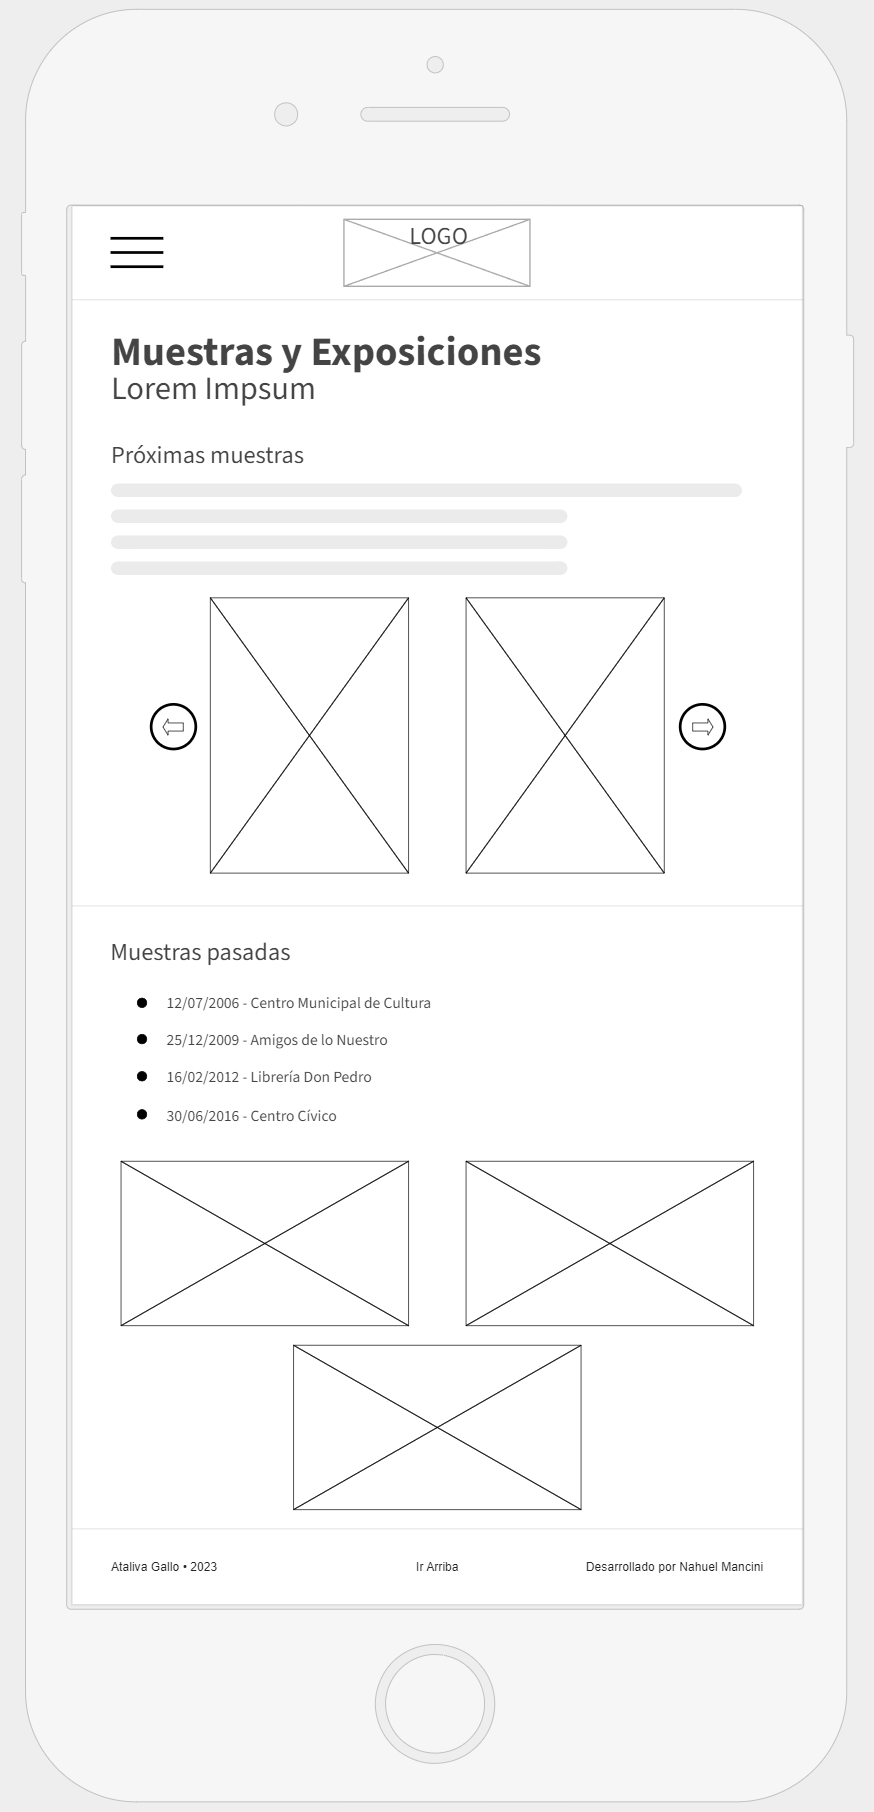 LOGO
Muestras y Exposiciones
Lorem Impsum
Próximas muestras
Muestras pasadas
12/07/2006 - Centro Municipal de Cultura
25/12/2009 - Amigos de lo Nuestro
16/02/2012 - Librería Don Pedro
30/06/2016 - Centro Cívico
Ataliva Gallo • 2023 Ir Arriba Desarrollado por Nahuel Mancini